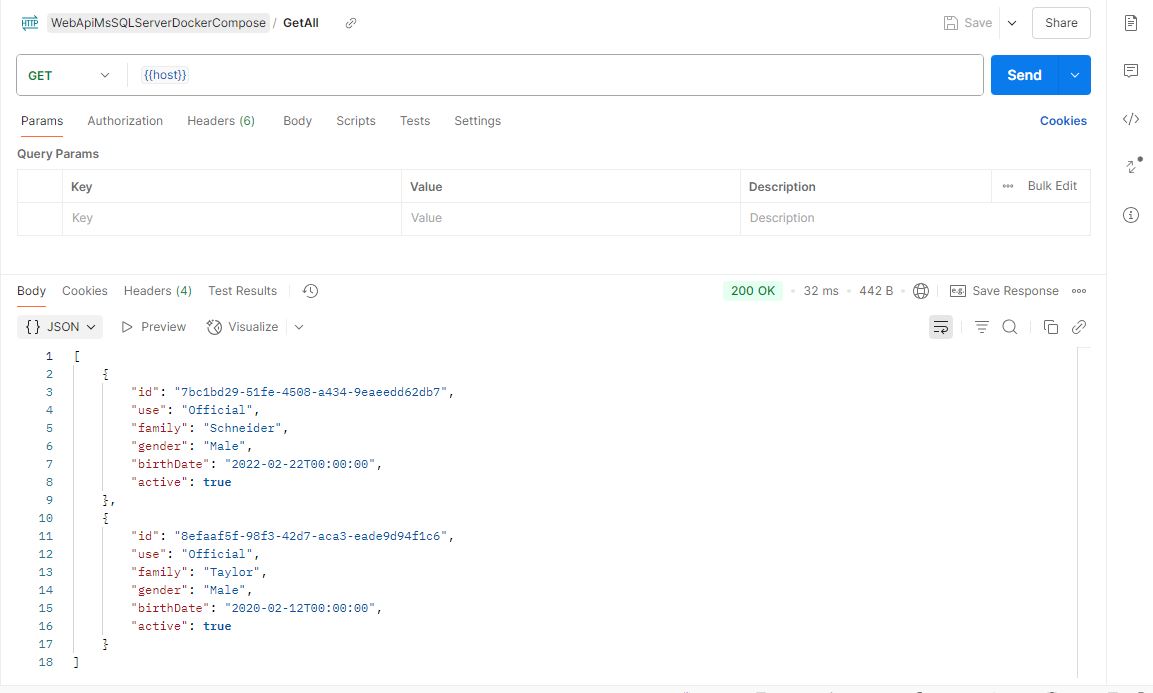 HTTP WebApiMsSQLServerDockerCompose / GetAll Save Share
GET {{host}} Send
Params Authorization Headers (6) Body Scripts Tests Settings Cookies
Query Params
Key Value Description Bulk Edit
Key Value Description
Body Cookies Headers (4) Test Results 200 OK 32 ms 442 B e.g. Save Response
{} JSON Preview Visualize
1 [
2 {
3 "id": "7bc1bd29-51fe-4508-a434-9eaeedd62db7",
4 "use": "Official",
5 "family": "Schneider",
6 "gender": "Male",
7 "birthDate": "2022-02-22T00:00:00",
8 "active": true
9 },
10 {
11 "id": "8efaaf5f-98f3-42d7-aca3-eade9d94f1c6",
12 "use": "Official",
13 "family": "Taylor",
14 "gender": "Male",
15 "birthDate": "2020-02-12T00:00:00",
16 "active": true
17 }
18 ]